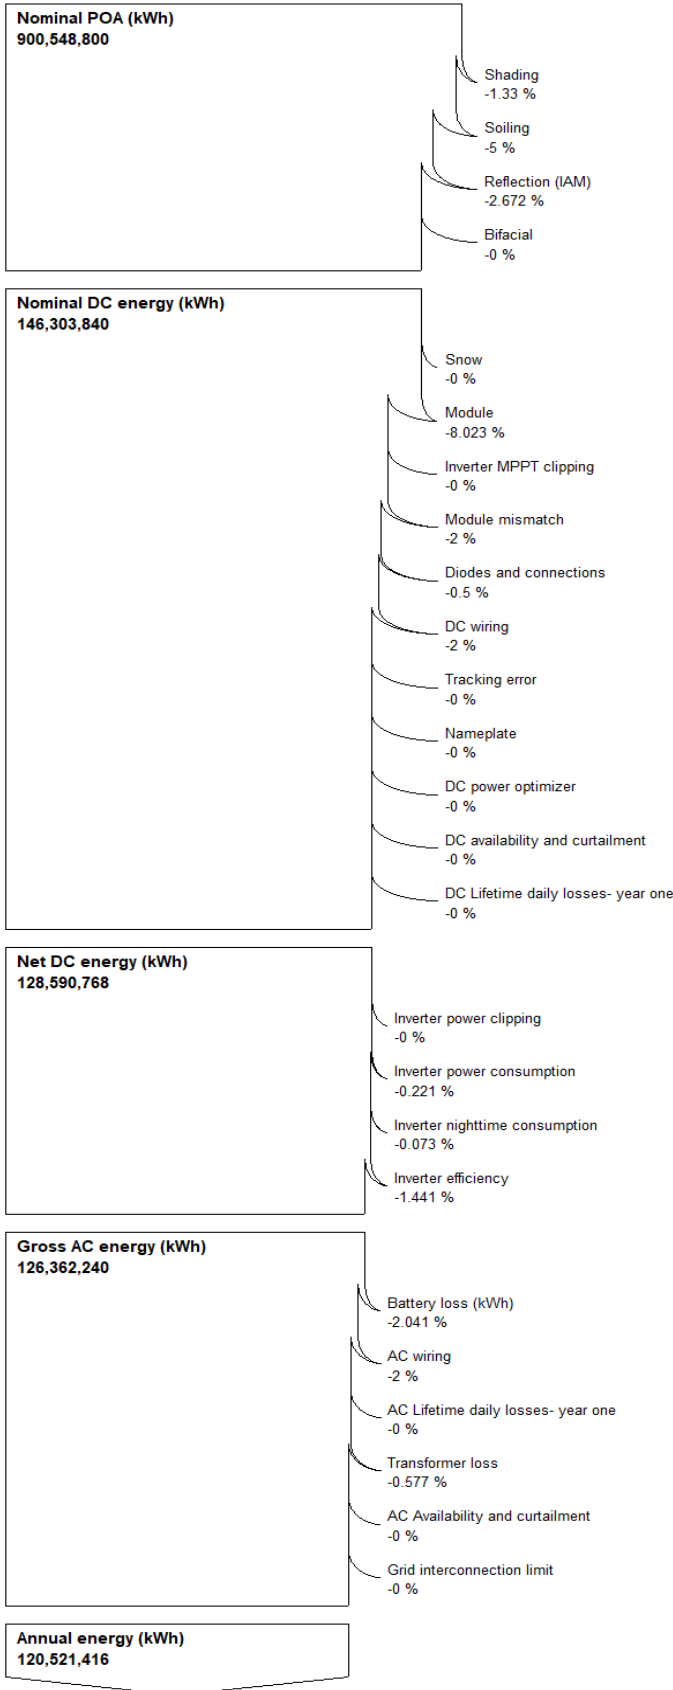 Nominal POA (kWh)
900,548,800
Shading
-1.33 %
Soiling
-5 %
Reflection (IAM)
-2.672 %
Bifacial
-0 %
Nominal DC energy (kWh)
146,303,840
Snow
-0 %
Module
-8.023 %
Inverter MPPT clipping
-0 %
Module mismatch
-2 %
Diodes and connections
-0.5 %
DC wiring
-2 %
Tracking error
-0 %
Nameplate
-0 %
DC power optimizer
-0 %
DC availability and curtailment
-0 %
DC Lifetime daily losses- year one
-0 %
Net DC energy (kWh)
128,590,768
Inverter power clipping
-0 %
Inverter power consumption
-0.221 %
Inverter nighttime consumption
-0.073 %
Inverter efficiency
-1.441 %
Gross AC energy (kWh)
126,362,240
Battery loss (kWh)
-2.041 %
AC wiring
-2 %
AC Lifetime daily losses- year one
-0 %
Transformer loss
-0.577 %
AC Availability and curtailment
-0 %
Grid interconnection limit
-0 %
Annual energy (kWh)
120,521,416